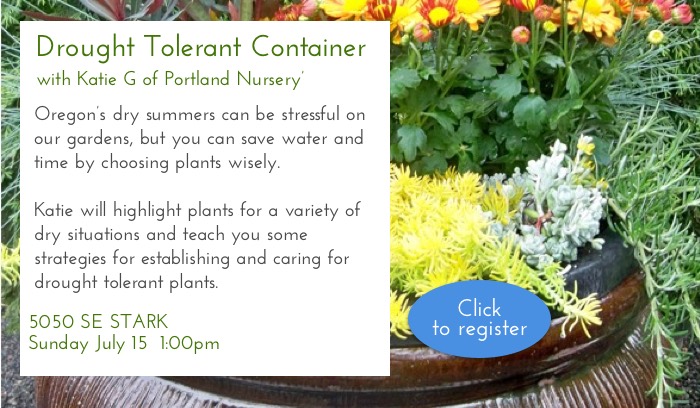 Drought Tolerant Container
with Katie G of Portland Nursery'
Oregon's dry summers can be stressful on
our gardens, but you can save water and
time by choosing plants wisely.
Katie will highlight plants for a variety of
dry situations and teach you some
strategies for establishing and caring for
drought tolerant plants.
5050 SE STARK
Sunday July 15 1:00pm
Click
to register